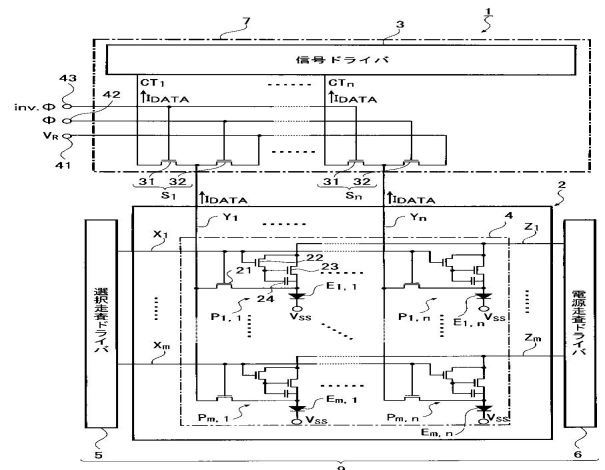 7
3
1
信号ドライバ
CT1
CTn
43
42
IDATA
IDATA
inv.Φ
Φ
VR
41
31 32
31 32
S1
Sn
IDATA
IDATA
2
Y1
Yn
4
X1
Z1
22
23
21
24
E1,1
VSS
P1,1
P1,n
E1,n
VSS
選択走査ドライバ
電源走査ドライバ
Xm
Zm
Em,1
Pm,1
VSS
Pm,n
VSS
Em,n
5
6
9